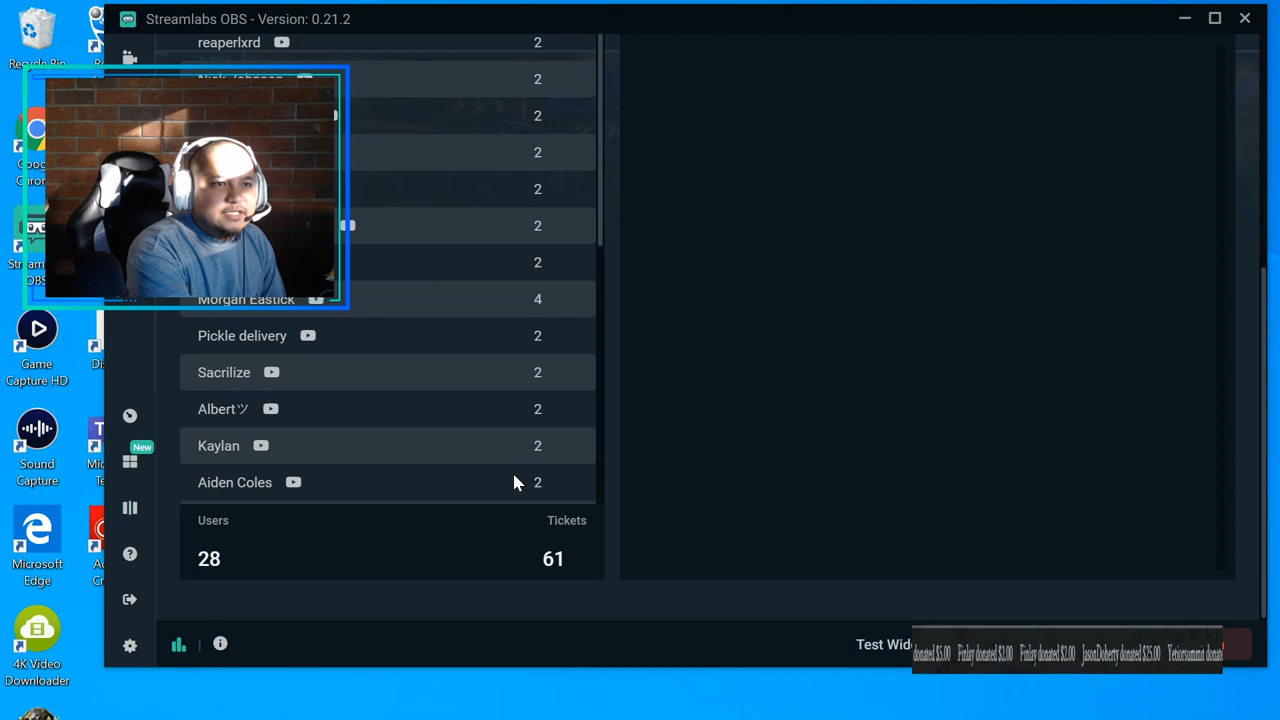 Streamlabs OBS - Version: 0.21.2
Recycle Bin
reaperlxrd 2
Nick Johnson 2
2
2
2
2
2
Morgan Eastick 4
Pickle delivery 2
Sacrilize 2
Albertツ 2
Kaylan 2
Aiden Coles 2
Users Tickets
28 61
New
OBS
Game
Capture HD
Sound
Capture
Microsoft
Edge
4K Video
Downloader
Test
donated $5.00 Finlay donated $2.00 Finlay donated $2.00 JasonDoherty donated $25.00